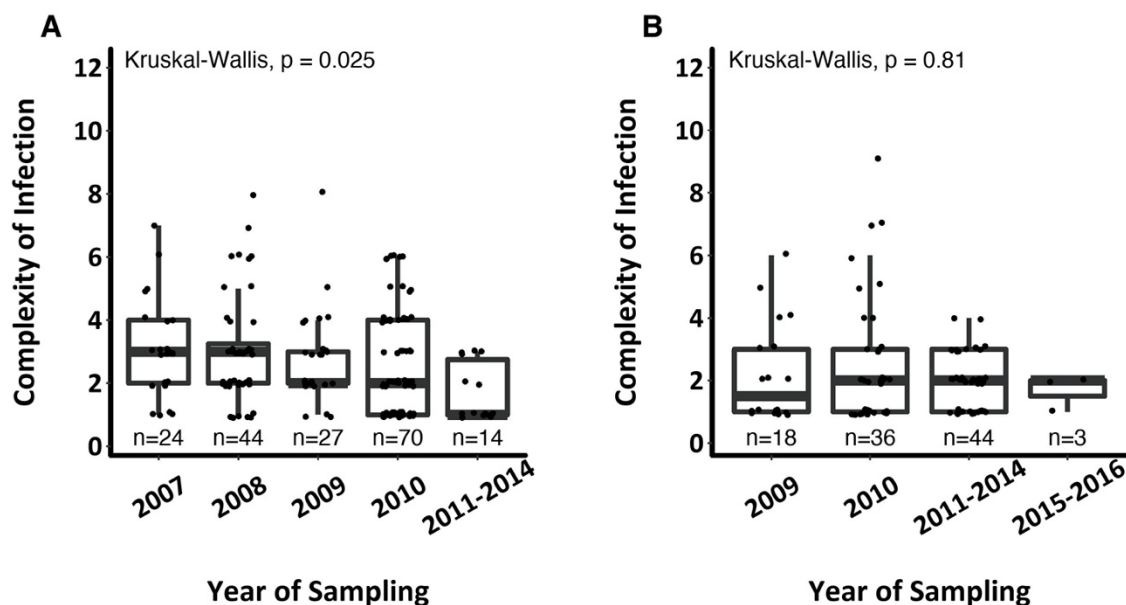 A
Kruskal-Wallis, p = 0.025
Complexity of Infection
12
10
8
6
4
2
0
n=24 n=44 n=27 n=70 n=14
2007 2008 2009 2010 2011-2014
Year of Sampling
B
Kruskal-Wallis, p = 0.81
Complexity of Infection
12
10
8
6
4
2
0
n=18 n=36 n=44 n=3
2009 2010 2011-2014 2015-2016
Year of Sampling